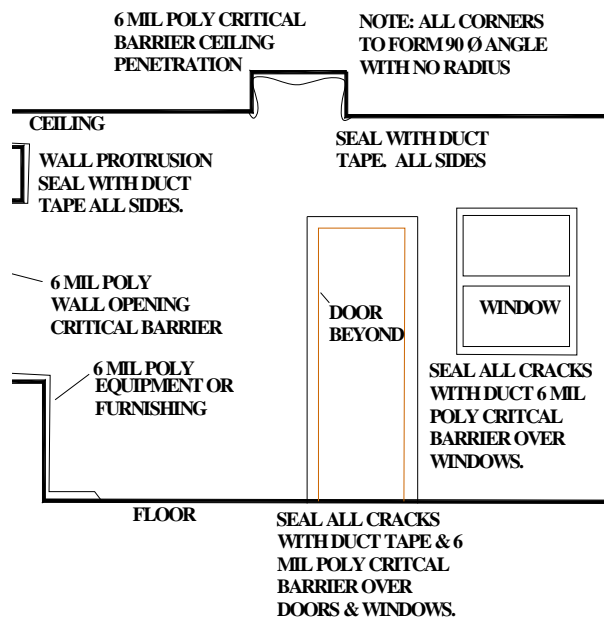 6 MIL POLY CRITICAL
BARRIER CEILING
PENETRATION
NOTE: ALL CORNERS
TO FORM 90 Ø ANGLE
WITH NO RADIUS
CEILING
SEAL WITH DUCT
TAPE. ALL SIDES
WALL PROTRUSION
SEAL WITH DUCT
TAPE ALL SIDES.
6 MIL POLY
WALL OPENING
CRITICAL BARRIER
DOOR
BEYOND
WINDOW
6 MIL POLY
EQUIPMENT OR
FURNISHING
SEAL ALL CRACKS
WITH DUCT 6 MIL
POLY CRITCAL
BARRIER OVER
WINDOWS.
FLOOR
SEAL ALL CRACKS
WITH DUCT TAPE & 6
MIL POLY CRITCAL
BARRIER OVER
DOORS & WINDOWS.